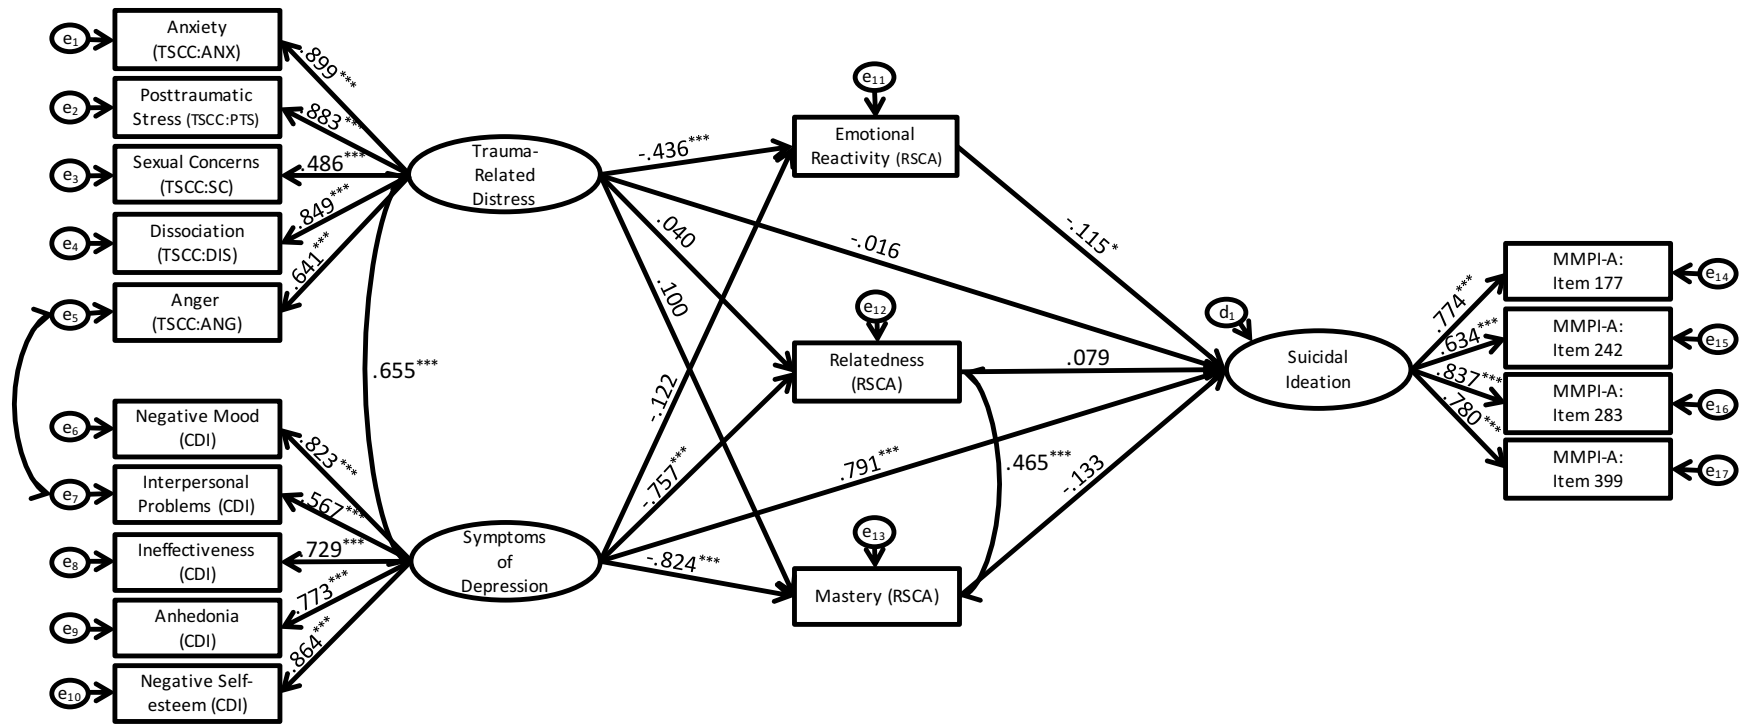 e1
Anxiety
(TSCC:ANX)
.899***
e2
Posttraumatic
Stress (TSCC:PTS)
.883***
e3
Sexual Concerns
(TSCC:SC)
.486***
e4
Dissociation
(TSCC:DIS)
.849***
e5
Anger
(TSCC:ANG)
.641***
e6
Negative Mood
(CDI)
.823***
e7
Interpersonal
Problems (CDI)
.567***
e8
Ineffectiveness
(CDI)
.729***
e9
Anhedonia
(CDI)
.773***
e10
Negative Self-
esteem (CDI)
.864***
Trauma-
Related
Distress
.655***
Symptoms
of
Depression
-.436***
.040
.100
-.016
-.122
-.757***
.791***
-.824***
e11
Emotional
Reactivity (RSCA)
e12
Relatedness
(RSCA)
e13
Mastery (RSCA)
-.115*
.079
.465***
-.133
d1
Suicidal
Ideation
.774***
.634***
.837***
.780***
MMPI-A:
Item 177
e14
MMPI-A:
Item 242
e15
MMPI-A:
Item 283
e16
MMPI-A:
Item 399
e17